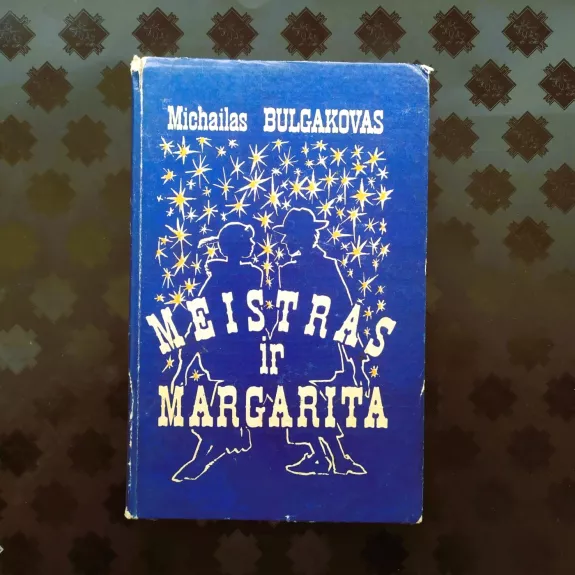 Michailas BULGAKOVAS
MEISTRAS
ir
MARGARITA